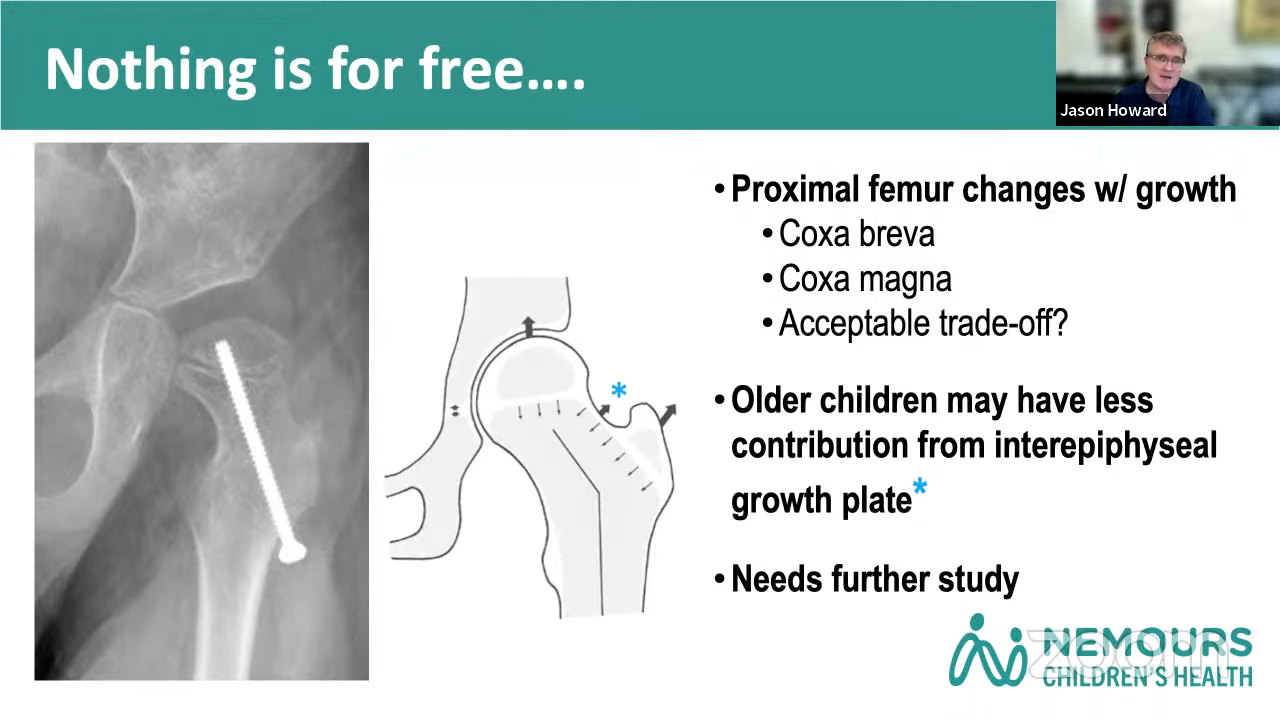 Nothing is for free....
Jason Howard
• Proximal femur changes w/ growth
• Coxa breva
• Coxa magna
• Acceptable trade-off?
*
• Older children may have less
contribution from interepiphyseal
growth plate*
• Needs further study
NEMOURS
zoom
CHILDREN'S HEALTH